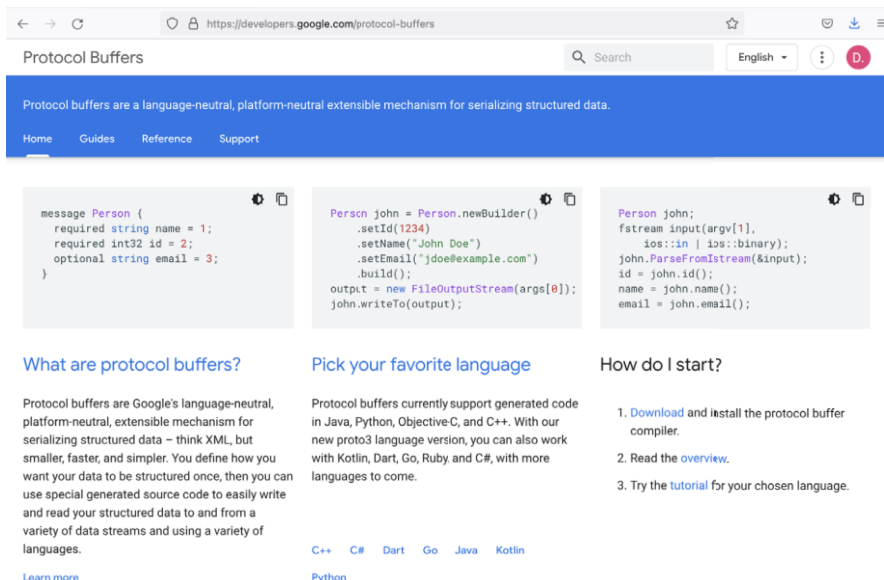 https://developers.google.com/protocol-buffers
Protocol Buffers
Search
English
D.
Protocol buffers are a language-neutral, platform-neutral extensible mechanism for serializing structured data.
Home Guides Reference Support
message Person {
required string name = 1;
required int32 id = 2;
optional string email = 3;
}
Person john = Person.newBuilder()
.setId(1234)
.setName("John Doe")
.setEmail("jdoe@example.com")
.build();
output = new FileOutputStream(args[0]);
john.writeTo(output);
Person john;
fstream input(argv[1],
ios::in | ios::binary);
john.ParseFromIstream(&input);
id = john.id();
name = john.name();
email = john.email();
What are protocol buffers?
Protocol buffers are Google's language-neutral,
platform-neutral, extensible mechanism for
serializing structured data – think XML, but
smaller, faster, and simpler. You define how you
want your data to be structured once, then you can
use special generated source code to easily write
and read your structured data to and from a
variety of data streams and using a variety of
languages.
Learn more
Pick your favorite language
Protocol buffers currently support generated code
in Java, Python, Objective-C, and C++. With our
new proto3 language version, you can also work
with Kotlin, Dart, Go, Ruby, and C#, with more
languages to come.
C++ C# Dart Go Java Kotlin
Python
How do I start?
1. Download and install the protocol buffer
compiler.
2. Read the overview.
3. Try the tutorial for your chosen language.